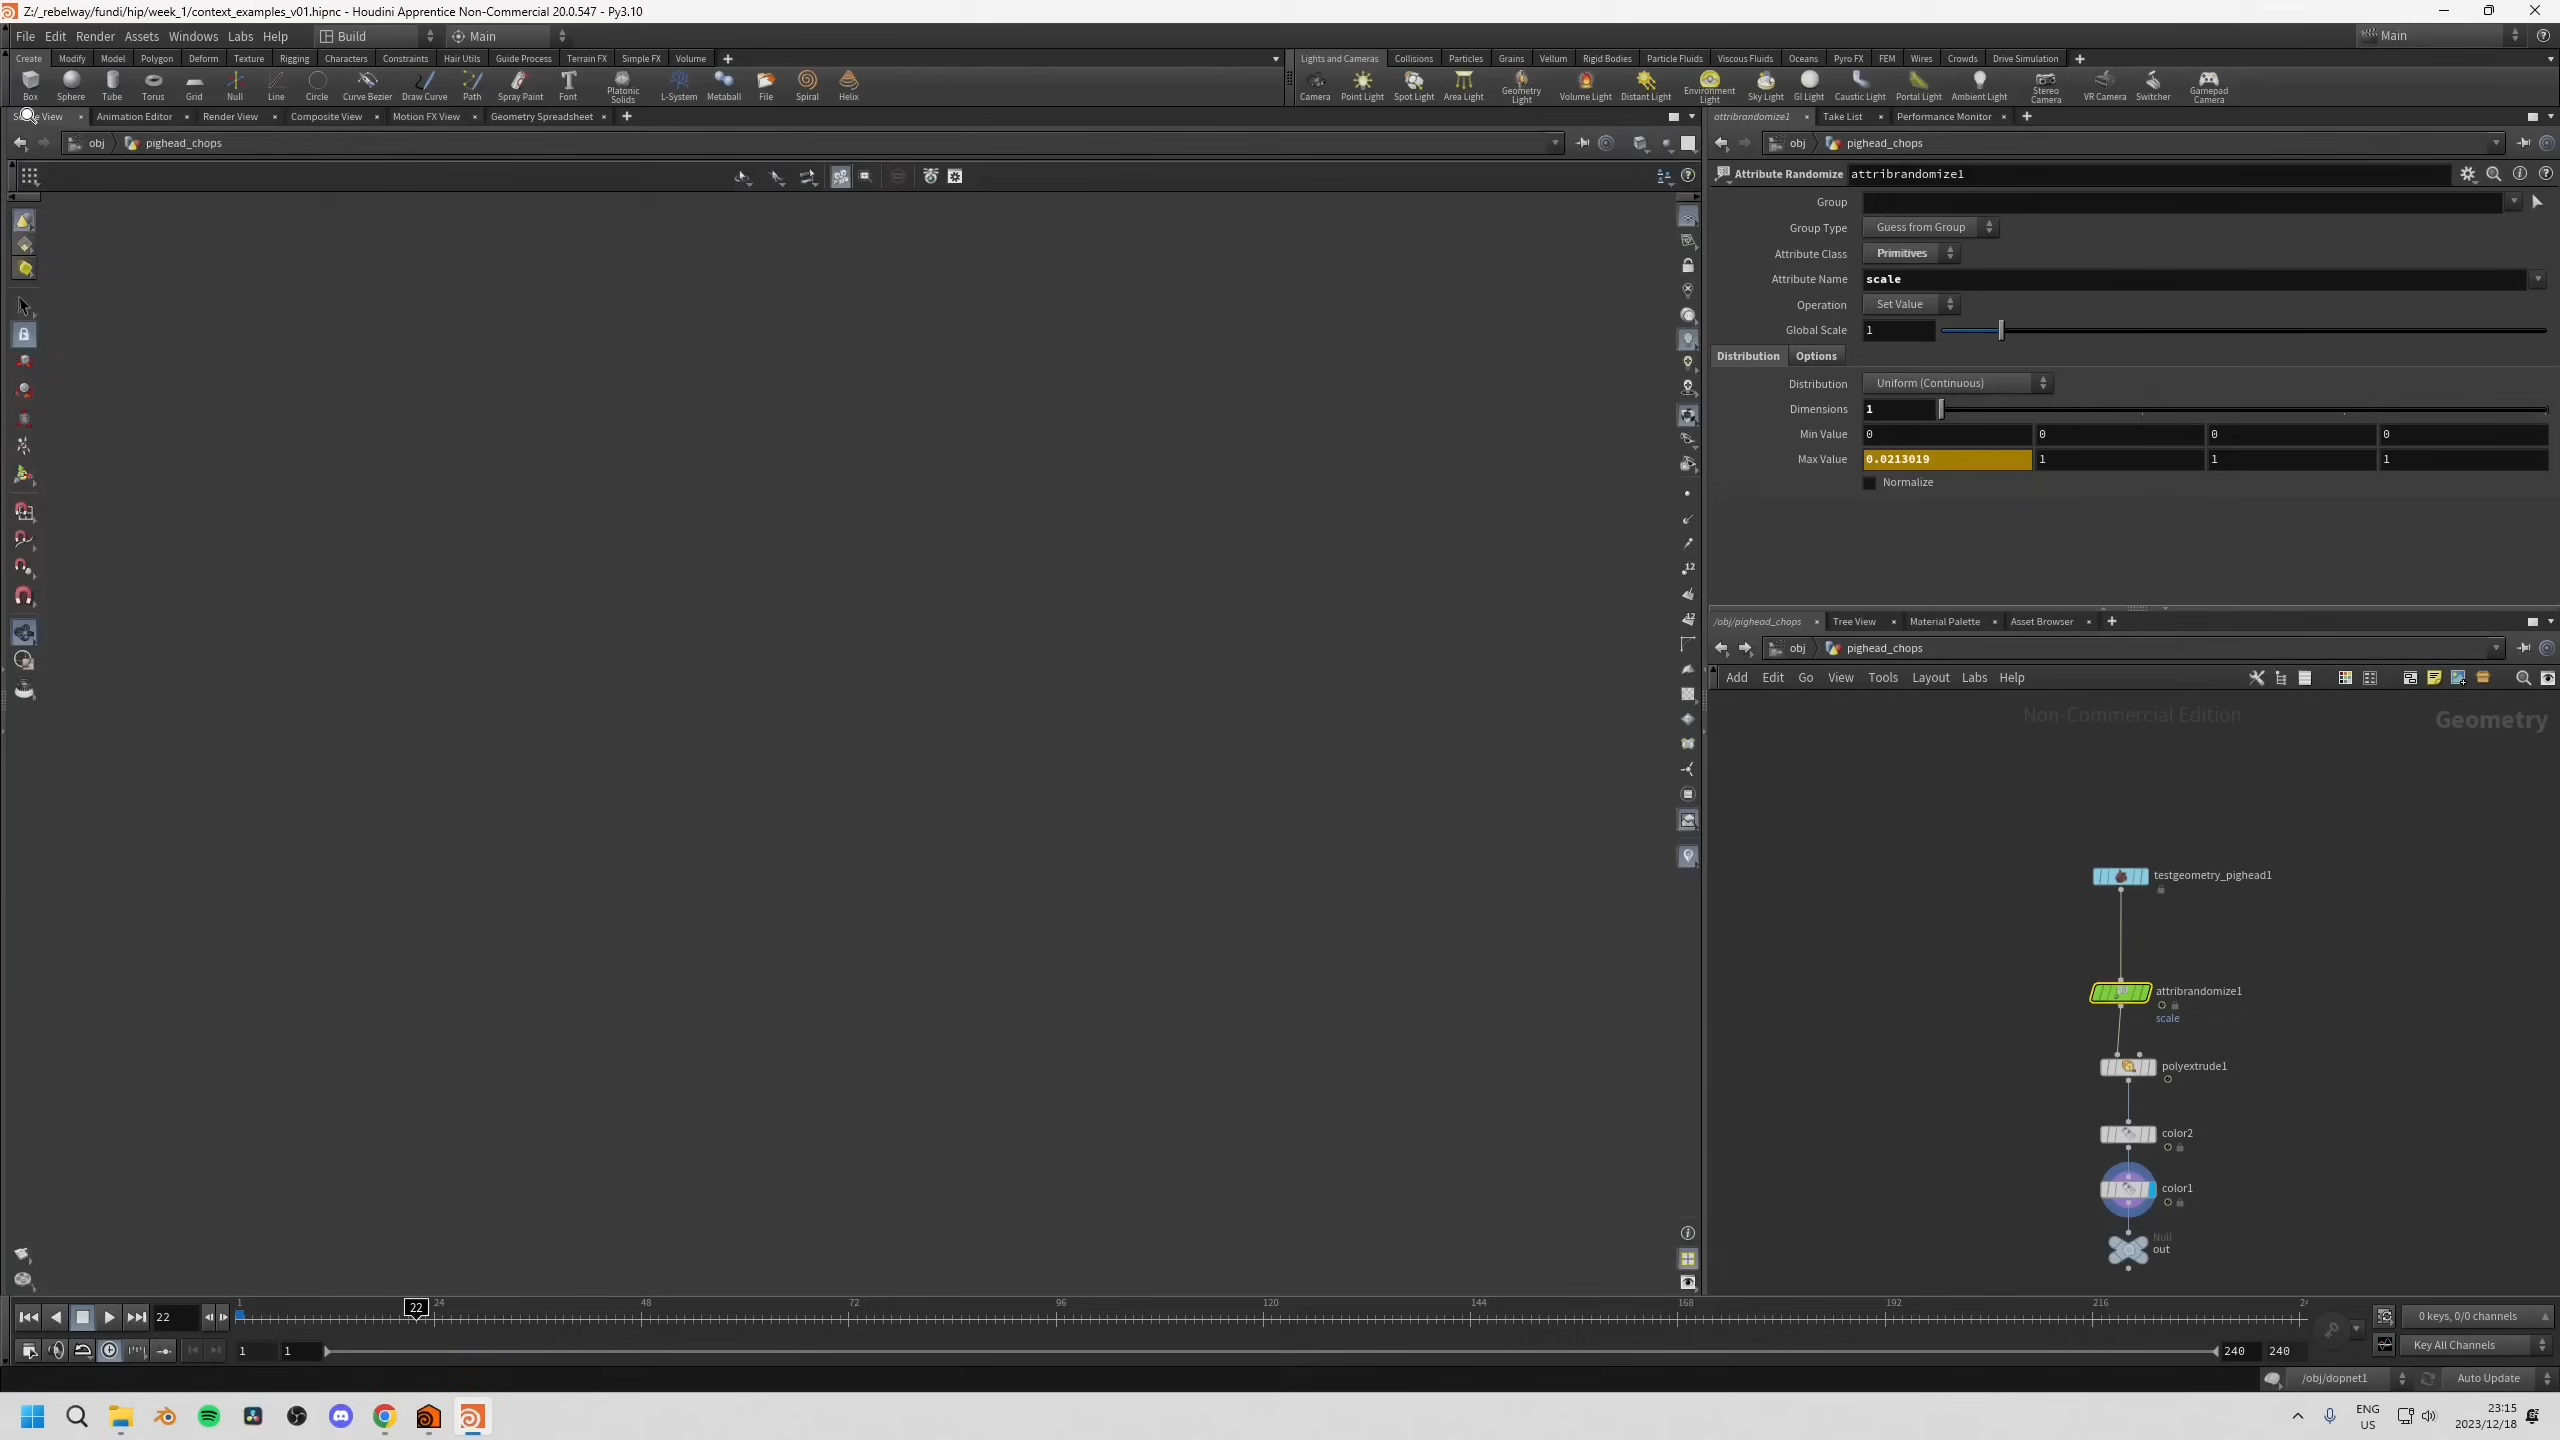 Z:/_rebelway/fundi/hip/week_1/context_examples_v01.hipnc - Houdini Apprentice Non-Commercial 20.0.547 - Py3.10
File Edit Render Assets Windows Labs Help Build Main Main
Create Modify Model Polygon Deform Texture Rigging Characters Constraints Hair Utils Guide Process Terrain FX Simple FX Volume
Lights and Cameras Collisions Particles Grains Vellum Rigid Bodies Particle Fluids Viscous Fluids Oceans Pyro FX FEM Wires Crowds Drive Simulation
Box Sphere Tube Torus Grid Null Line Circle Curve Bezier Draw Curve Path Spray Paint Font Platonic Solids L-System Metaball File Spiral Helix
Camera Point Light Spot Light Area Light Geometry Light Volume Light Distant Light Environment Light Sky Light GI Light Caustic Light Portal Light Ambient Light Stereo Camera VR Camera Switcher Gamepad Camera
View Animation Editor Render View Composite View Motion FX View Geometry Spreadsheet
attribrandomize1 Take List Performance Monitor
obj pighead_chops
obj pighead_chops
Attribute Randomize attribrandomize1
Group
Group Type Guess from Group
Attribute Class Primitives
Attribute Name scale
Operation Set Value
Global Scale 1
Distribution Options
Distribution Uniform (Continuous)
Dimensions 1
Min Value 0 0 0 0
Max Value 0.0213019 1 1 1
Normalize
/obj/pighead_chops Tree View Material Palette Asset Browser
obj pighead_chops
Add Edit Go View Tools Layout Labs Help
Non-Commercial Edition Geometry
testgeometry_pighead1
attribrandomize1
scale
polyextrude1
color2
color1
Null
out
12
12
22 1 22 24 48 72 96 120 144 168 192 216
0 keys, 0/0 channels
1 1 240 240 Key All Channels
/obj/dopnet1 Auto Update
ENG
US
23:15
2023/12/18